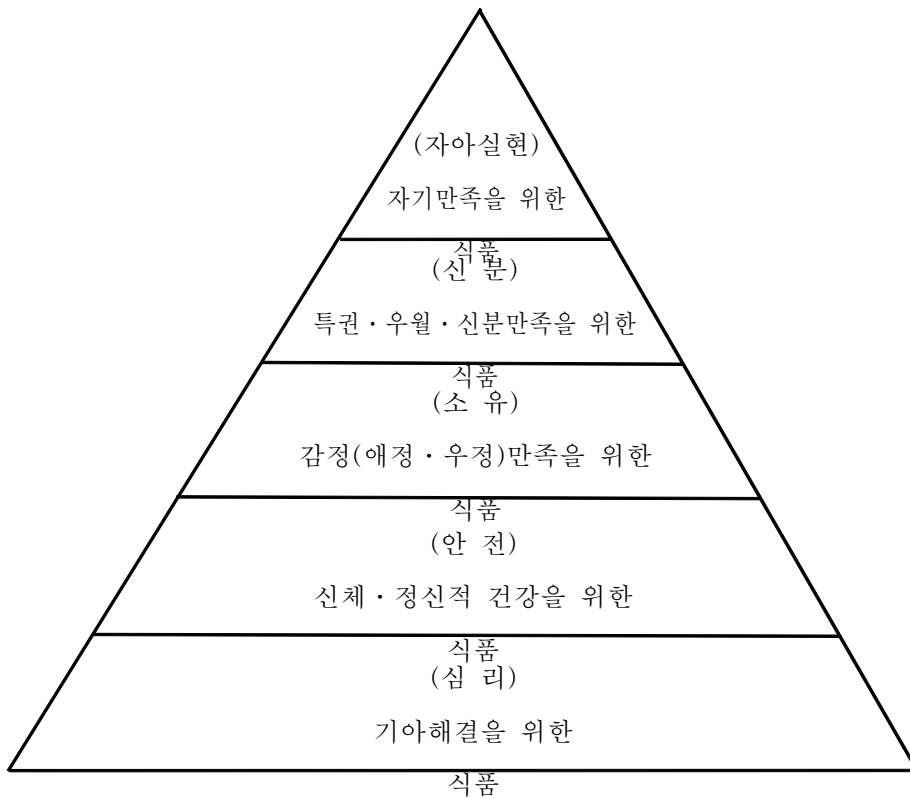 (자아실현)
자기만족을 위한
식품
(신 분)
특권·우월·신분만족을 위한
식품
(소 유)
감정(애정·우정)만족을 위한
식품
(안 전)
신체·정신적 건강을 위한
식품
(심 리)
기아해결을 위한
식품